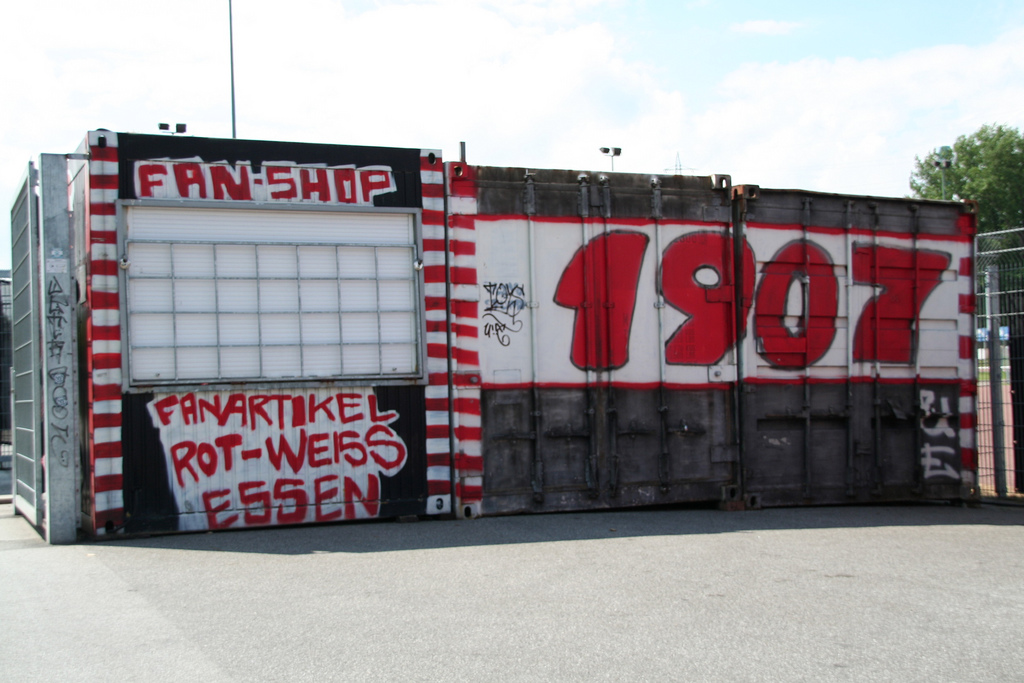 FAN-SHOP
FANARTIKEL
ROT-WEISS
ESSEN
1907